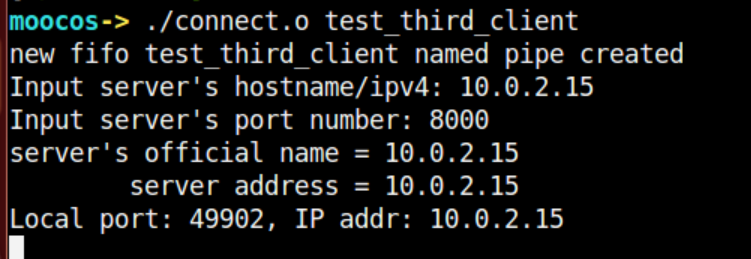 moocos-> ./connect.o test_third_client
new fifo test_third_client named pipe created
Input server's hostname/ipv4: 10.0.2.15
Input server's port number: 8000
server's official name = 10.0.2.15
        server address = 10.0.2.15
Local port: 49902, IP addr: 10.0.2.15